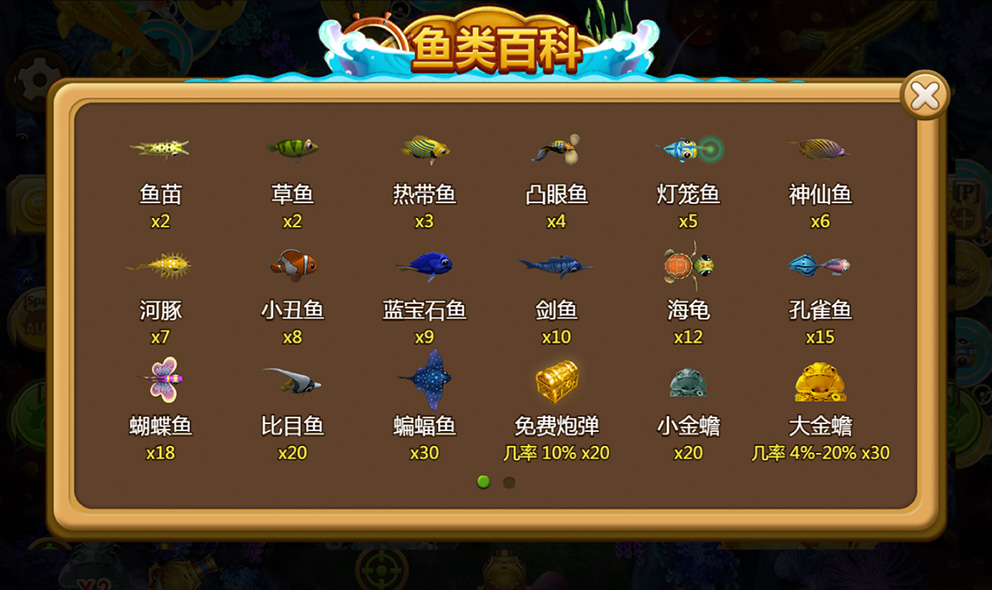 鱼类百科
鱼苗 草鱼 热带鱼 凸眼鱼 灯笼鱼 神仙鱼
x2 x2 x3 x4 x5 x6
河豚 小丑鱼 蓝宝石鱼 剑鱼 海龟 孔雀鱼
x7 x8 x9 x10 x12 x15
蝴蝶鱼 比目鱼 蝙蝠鱼 免费炮弹 小金蟾 大金蟾
x18 x20 x30 几率 10% x20 x20 几率 4%-20% x30
x2